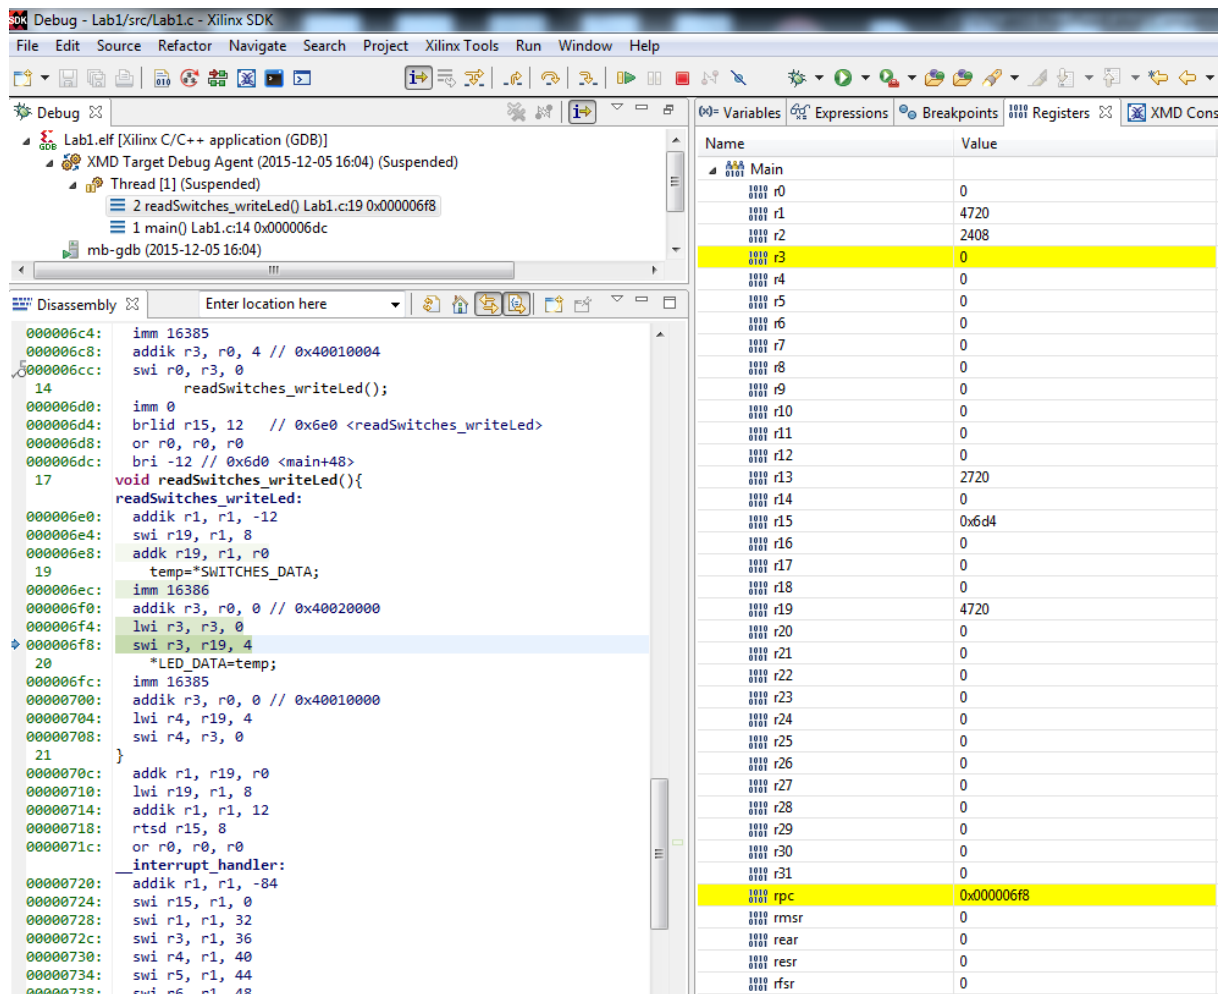 Debug - Lab1/src/Lab1.c - Xilinx SDK
File Edit Source Refactor Navigate Search Project Xilinx Tools Run Window Help
Debug
Lab1.elf [Xilinx C/C++ application (GDB)]
XMD Target Debug Agent (2015-12-05 16:04) (Suspended)
Thread [1] (Suspended)
2 readSwitches_writeLed() Lab1.c:19 0x000006f8
1 main() Lab1.c:14 0x000006dc
mb-gdb (2015-12-05 16:04)
Disassembly Enter location here
000006c4: imm 16385
000006c8: addik r3, r0, 4 // 0x40010004
000006cc: swi r0, r3, 0
14 readSwitches_writeLed();
000006d0: imm 0
000006d4: brlid r15, 12 // 0x6e0 <readSwitches_writeLed>
000006d8: or r0, r0, r0
000006dc: bri -12 // 0x6d0 <main+48>
17 void readSwitches_writeLed(){
readSwitches_writeLed:
000006e0: addik r1, r1, -12
000006e4: swi r19, r1, 8
000006e8: addk r19, r1, r0
19 temp=*SWITCHES_DATA;
000006ec: imm 16386
000006f0: addik r3, r0, 0 // 0x40020000
000006f4: lwi r3, r3, 0
000006f8: swi r3, r19, 4
20 *LED_DATA=temp;
000006fc: imm 16385
00000700: addik r3, r0, 0 // 0x40010000
00000704: lwi r4, r19, 4
00000708: swi r4, r3, 0
21 }
0000070c: addk r1, r19, r0
00000710: lwi r19, r1, 8
00000714: addik r1, r1, 12
00000718: rtsd r15, 8
0000071c: or r0, r0, r0
__interrupt_handler:
00000720: addik r1, r1, -84
00000724: swi r15, r1, 0
00000728: swi r1, r1, 32
0000072c: swi r3, r1, 36
00000730: swi r4, r1, 40
00000734: swi r5, r1, 44
00000738: swi r6, r1, 48
(x)= Variables Expressions Breakpoints Registers XMD Cons
Name Value
Main
r0 0
r1 4720
r2 2408
r3 0
r4 0
r5 0
r6 0
r7 0
r8 0
r9 0
r10 0
r11 0
r12 0
r13 2720
r14 0
r15 0x6d4
r16 0
r17 0
r18 0
r19 4720
r20 0
r21 0
r22 0
r23 0
r24 0
r25 0
r26 0
r27 0
r28 0
r29 0
r30 0
r31 0
rpc 0x000006f8
rmsr 0
rear 0
resr 0
rfsr 0